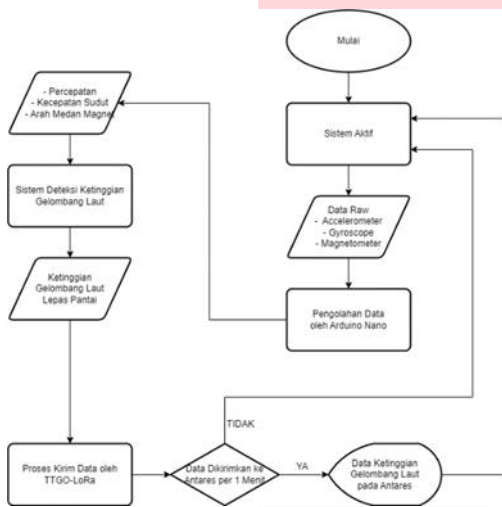 Mulai
Sistem Aktif
Data Raw
- Accelerometer
- Gyroscope
- Magnetometer
Pengolahan Data
oleh Arduino Nano
- Percepatan
- Kecepatan Sudut
- Arah Medan Magnet
Sistem Deteksi Ketinggian
Gelombang Laut
Ketinggian
Gelombang Laut
Lepas Pantai
Proses Kirim Data oleh
TTGO-LoRa
Data Dikirimkan ke
Antares per 1 Menit
TIDAK
YA
Data Ketinggian
Gelombang Laut
pada Antares